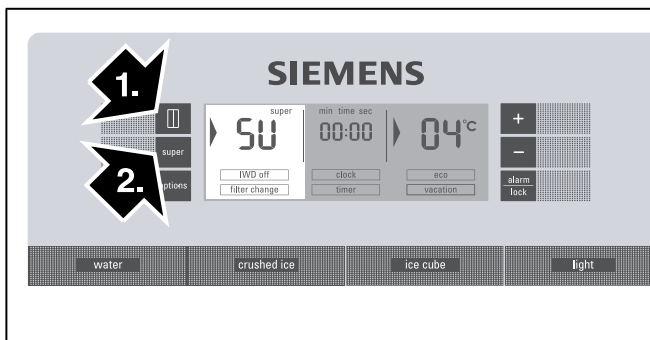 SIEMENS
1.
2.
super
options
super
SU
IWD off
filter change
min time sec
00:00
clock
timer
04°C
eco
vacation
+
−
alarm
lock
water
crushed ice
ice cube
light